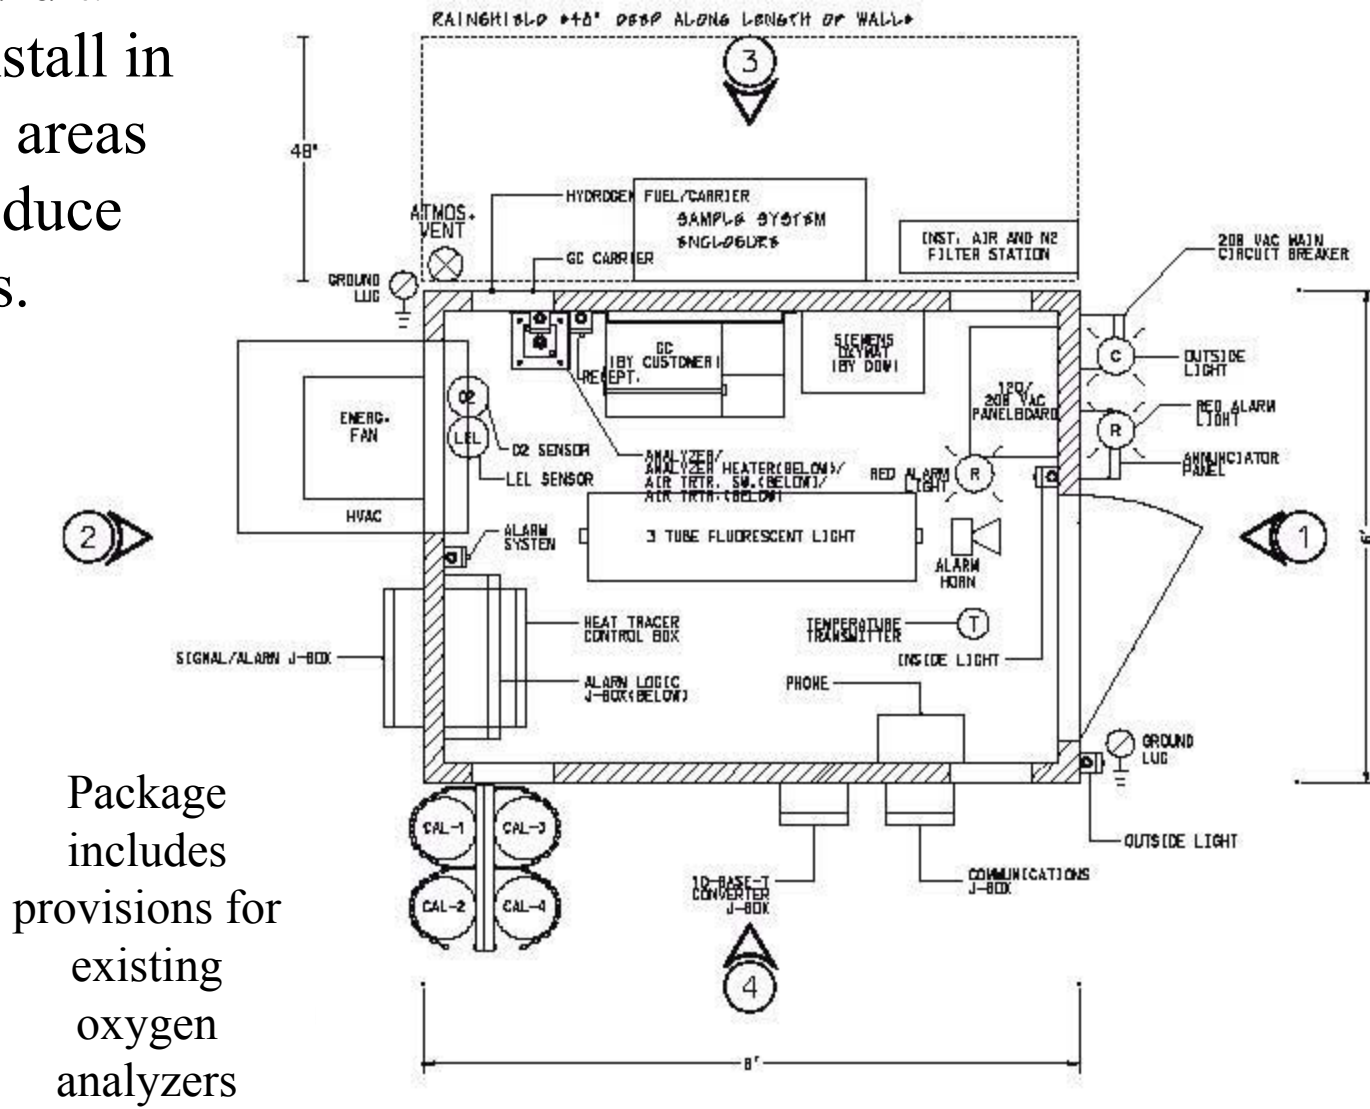 stall in
areas
duce
s.
Package
includes
provisions for
existing
oxygen
analyzers
RAINSHIELD *48" DEEP ALONG LENGTH OF WALL*
3
48"
HYDROGEN FUEL/CARRIER
SAMPLE SYSTEM
ENCLOSURE
ATMOS.
VENT
GC CARRIER
INST. AIR AND N2
FILTER STATION
208 VAC MAIN
CIRCUIT BREAKER
GROUND
LUG
GC
(BY CUSTOMER)
RECEPT.
SIEMENS
OXYMAT
(BY DOW)
120/
208 VAC
PANELBOARD
C
OUTSIDE
LIGHT
R
RED ALARM
LIGHT
ANNUNCIATOR
PANEL
EMERG.
FAN
HVAC
O2
LEL
O2 SENSOR
LEL SENSOR
ANALYZER/
ANALYZER HEATER(BELOW)/
AIR TRTR. SW.(BELOW)/
AIR TRTR.(BELOW)
RED ALARM
LIGHT
R
2
ALARM
SYSTEM
3 TUBE FLUORESCENT LIGHT
ALARM
HORN
1
6'
HEAT TRACER
CONTROL BOX
TEMPERATURE
TRANSMITTER
T
SIGNAL/ALARM J-BOX
INSIDE LIGHT
ALARM LOGIC
J-BOX(BELOW)
PHONE
GROUND
LUG
CAL-1
CAL-3
CAL-2
CAL-4
OUTSIDE LIGHT
10-BASE-T
CONVERTER
J-BOX
COMMUNICATIONS
J-BOX
4
8'